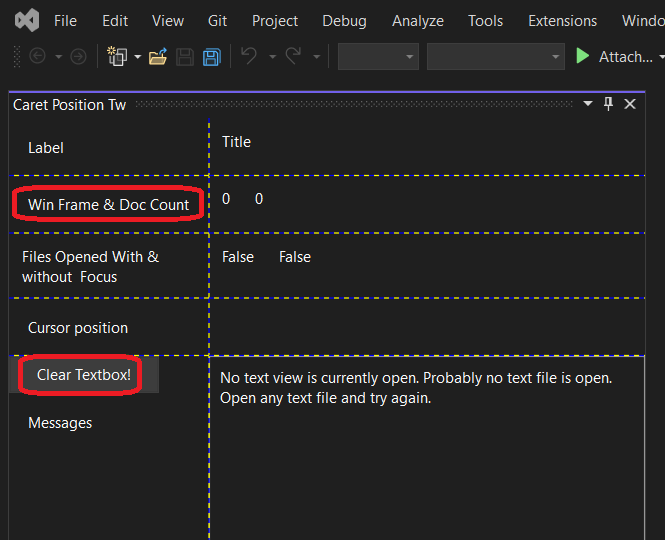 File Edit View Git Project Debug Analyze Tools Extensions Windo
Attach...
Caret Position Tw
Label Title
Win Frame & Doc Count 0 0
Files Opened With & False False
without Focus
Cursor position
Clear Textbox! No text view is currently open. Probably no text file is open.
Open any text file and try again.
Messages